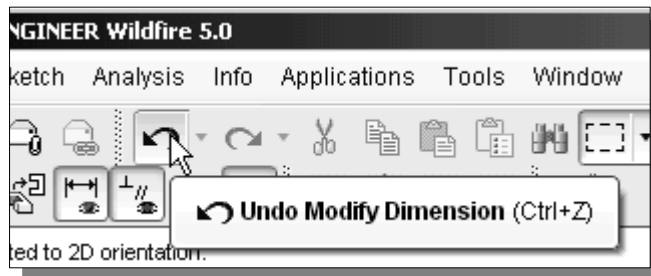 NGINEER Wildfire 5.0
ketch Analysis Info Applications Tools Window
Undo Modify Dimension (Ctrl+Z)
ted to 2D orientation.